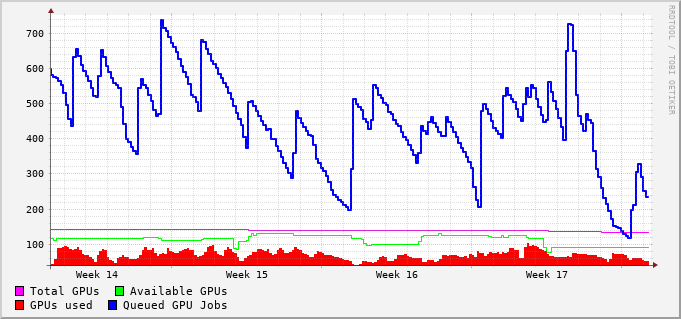 700
600
500
400
300
200
100
Week 14 Week 15 Week 16 Week 17
Total GPUs Available GPUs
GPUs used Queued GPU Jobs
RRDTOOL / TOBI OETIKER